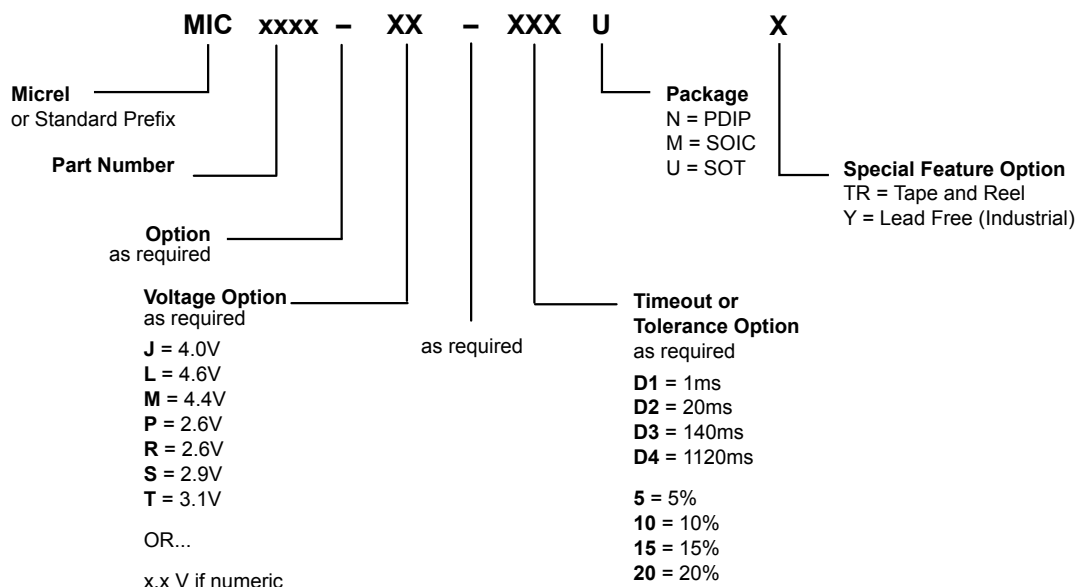 MIC xxxx – XX – XXX U X
Micrel
or Standard Prefix
Part Number
Option
as required
Voltage Option
as required
J = 4.0V
L = 4.6V
M = 4.4V
P = 2.6V
R = 2.6V
S = 2.9V
T = 3.1V
OR...
x.x V if numeric
as required
Timeout or
Tolerance Option
as required
D1 = 1ms
D2 = 20ms
D3 = 140ms
D4 = 1120ms
5 = 5%
10 = 10%
15 = 15%
20 = 20%
Package
N = PDIP
M = SOIC
U = SOT
Special Feature Option
TR = Tape and Reel
Y = Lead Free (Industrial)